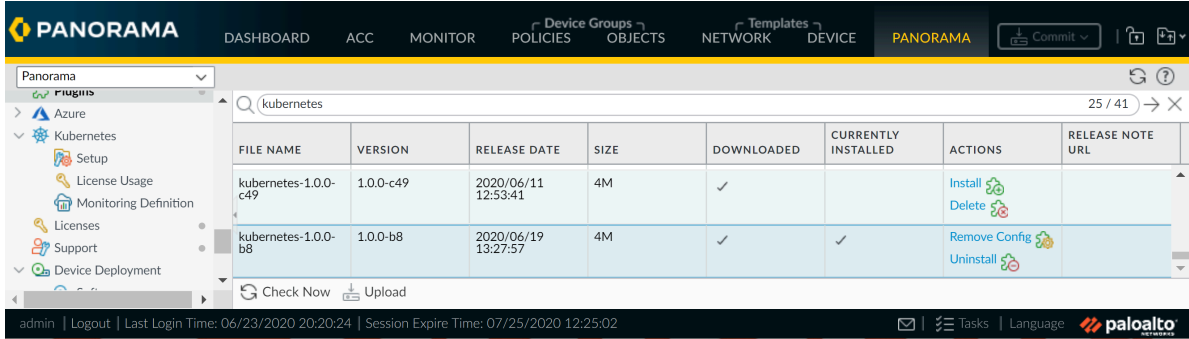 PANORAMA
Device Groups
Templates
DASHBOARD ACC MONITOR POLICIES OBJECTS NETWORK DEVICE PANORAMA Commit
Panorama
Plugins
Azure
Kubernetes
Setup
License Usage
Monitoring Definition
Licenses
Support
Device Deployment
kubernetes 25 / 41
FILE NAME VERSION RELEASE DATE SIZE DOWNLOADED CURRENTLY INSTALLED ACTIONS RELEASE NOTE URL
kubernetes-1.0.0-c49 1.0.0-c49 2020/06/11 12:53:41 4M Install
Delete
kubernetes-1.0.0-b8 1.0.0-b8 2020/06/19 13:27:57 4M Remove Config
Uninstall
Check Now Upload
admin | Logout | Last Login Time: 06/23/2020 20:20:24 | Session Expire Time: 07/25/2020 12:25:02 | Tasks | Language paloalto
NETWORKS